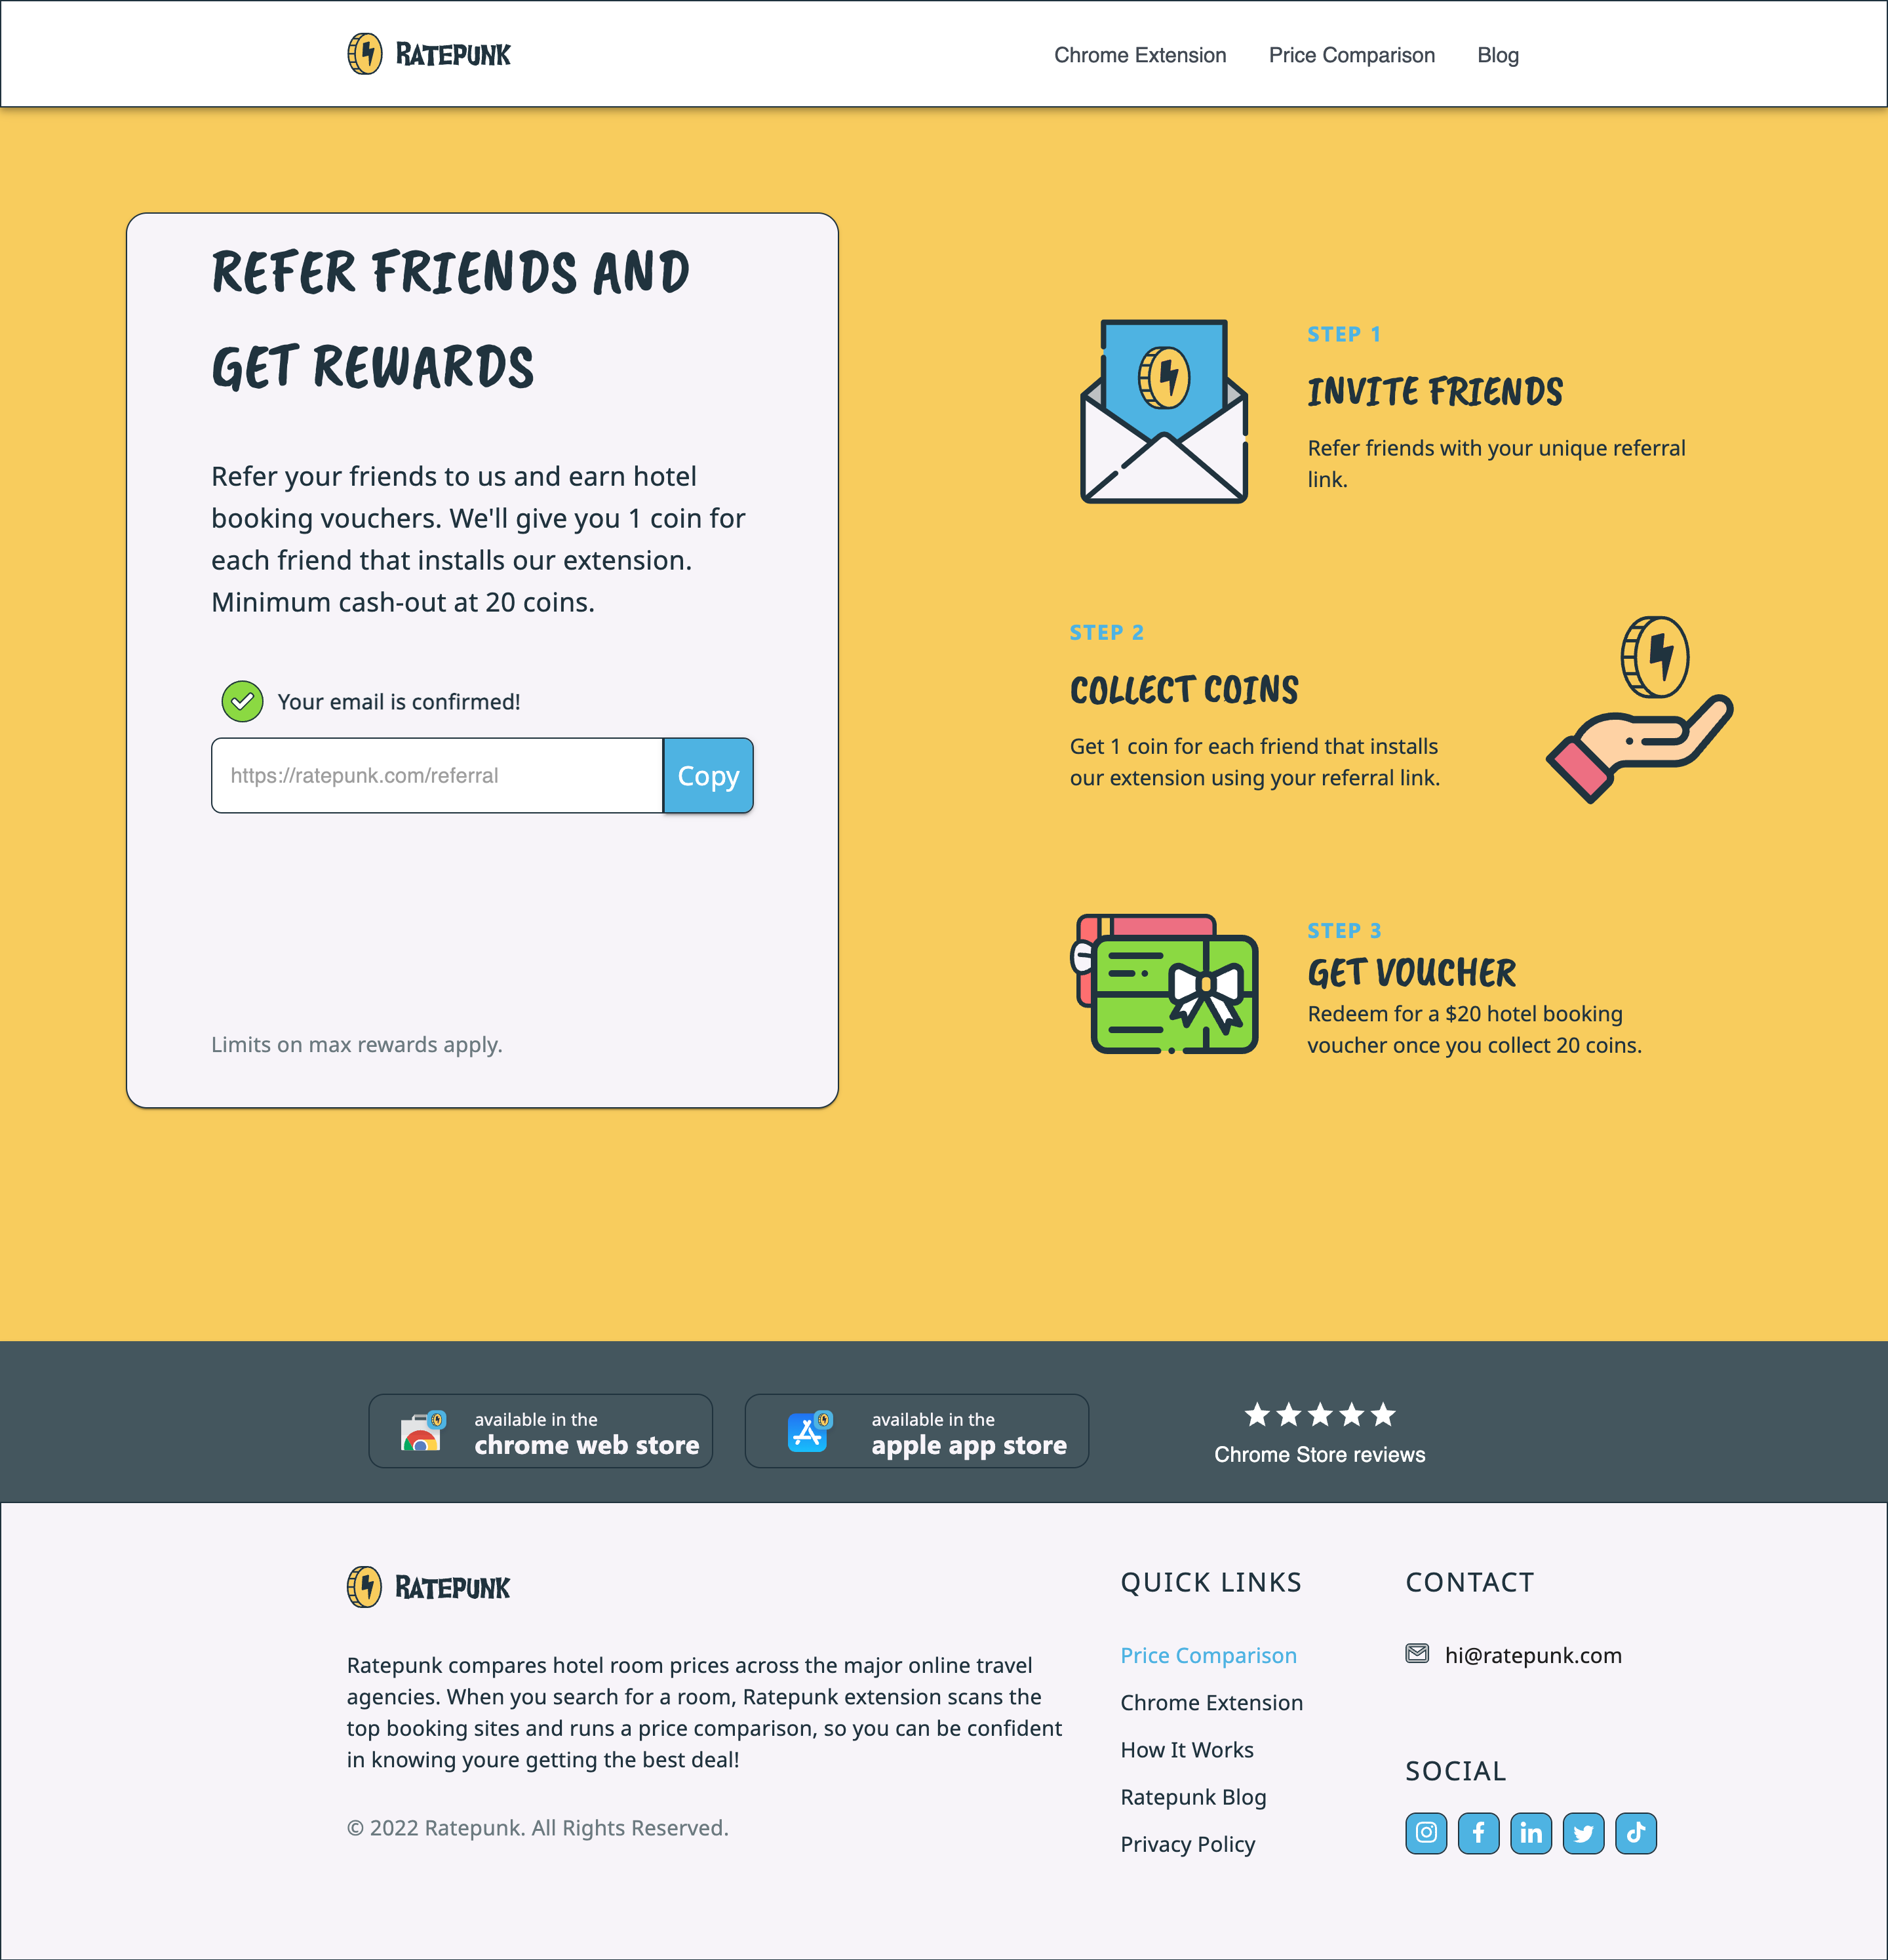 RATEPUNK
Chrome Extension
Price Comparison
Blog
REFER FRIENDS AND
GET REWARDS
Refer your friends to us and earn hotel
booking vouchers. We'll give you 1 coin for
each friend that installs our extension.
Minimum cash-out at 20 coins.
Your email is confirmed!
https://ratepunk.com/referral
Copy
Limits on max rewards apply.
STEP 1
INVITE FRIENDS
Refer friends with your unique referral
link.
STEP 2
COLLECT COINS
Get 1 coin for each friend that installs
our extension using your referral link.
STEP 3
GET VOUCHER
Redeem for a $20 hotel booking
voucher once you collect 20 coins.
available in the
chrome web store
available in the
apple app store
Chrome Store reviews
RATEPUNK
Ratepunk compares hotel room prices across the major online travel
agencies. When you search for a room, Ratepunk extension scans the
top booking sites and runs a price comparison, so you can be confident
in knowing youre getting the best deal!
© 2022 Ratepunk. All Rights Reserved.
QUICK LINKS
Price Comparison
Chrome Extension
How It Works
Ratepunk Blog
Privacy Policy
CONTACT
hi@ratepunk.com
SOCIAL